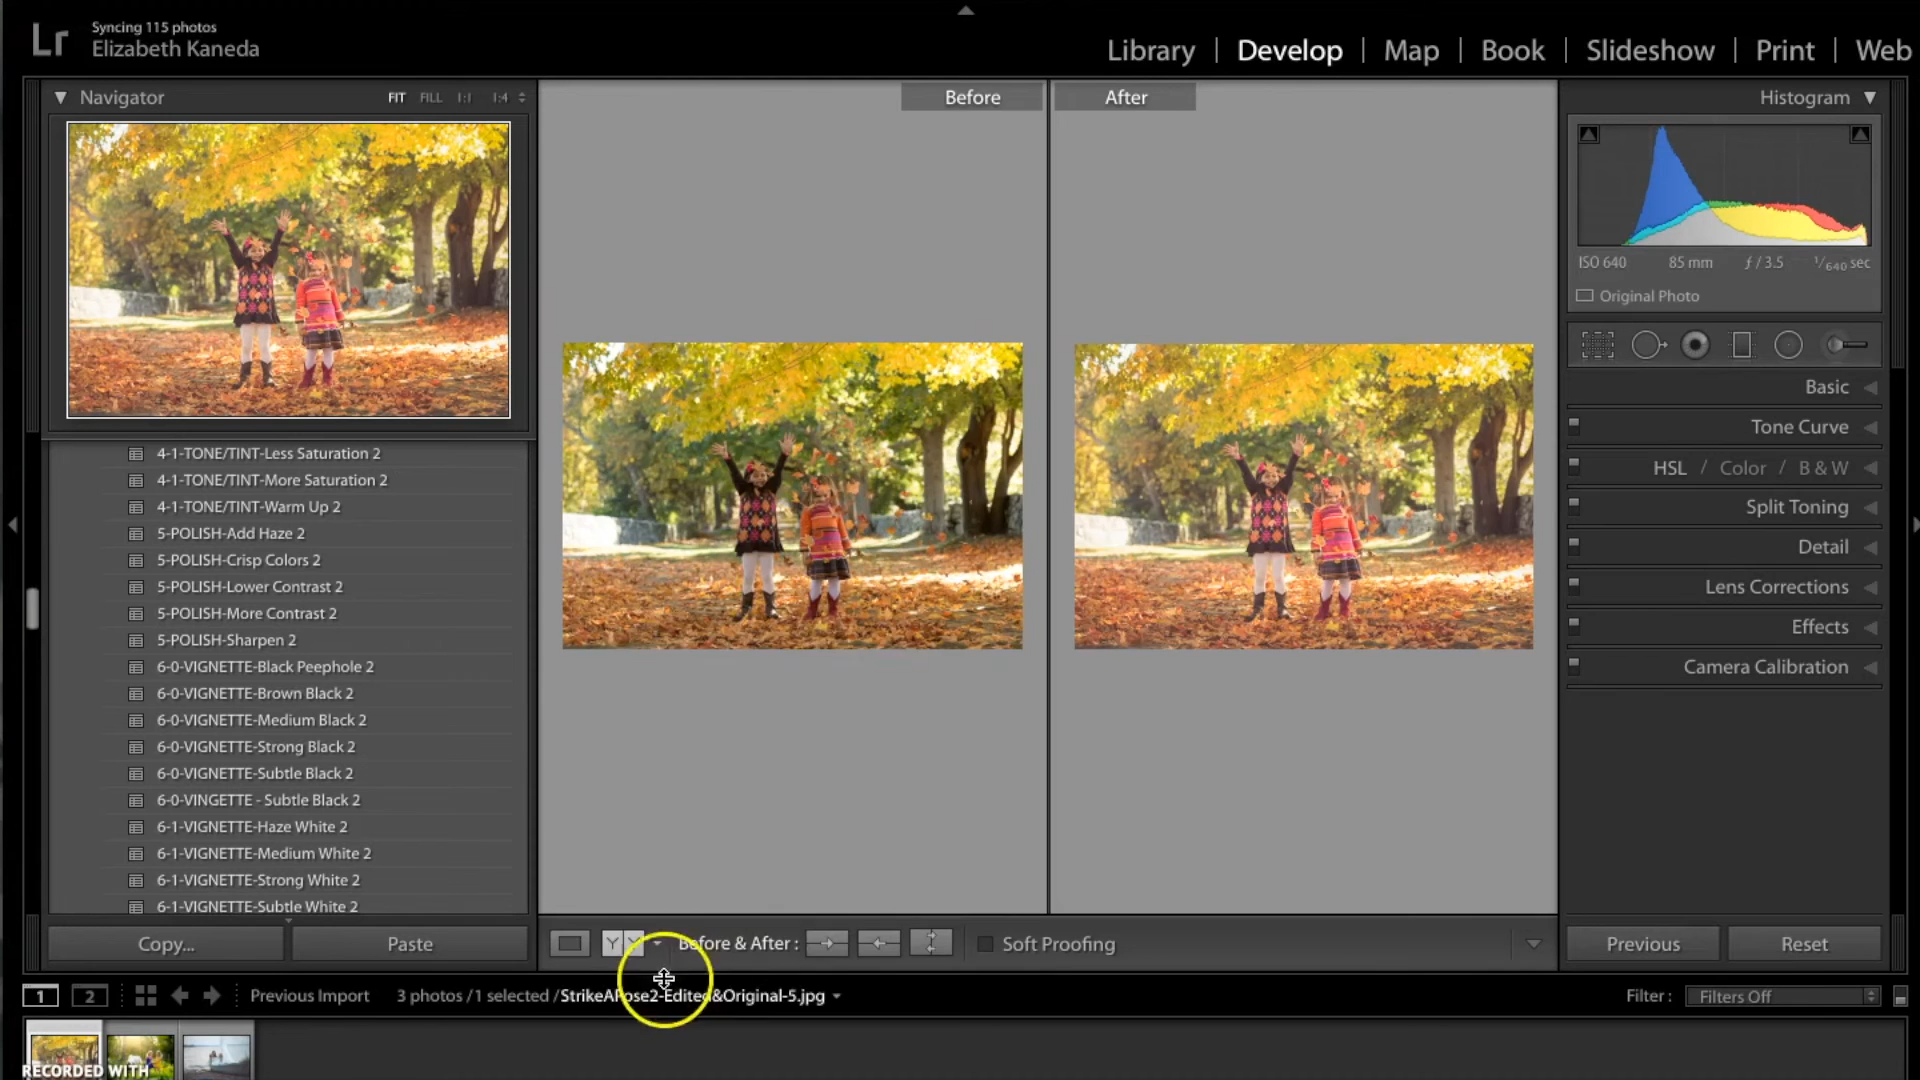 Lr
Syncing 115 photos
Elizabeth Kaneda
Library | Develop | Map | Book | Slideshow | Print | Web
Navigator FIT FILL 1:1 1:4
Before After
Histogram
ISO 640 85 mm ƒ / 3.5 1/640 sec
Original Photo
Basic
Tone Curve
HSL / Color / B & W
Split Toning
Detail
Lens Corrections
Effects
Camera Calibration
4-1-TONE/TINT-Less Saturation 2
4-1-TONE/TINT-More Saturation 2
4-1-TONE/TINT-Warm Up 2
5-POLISH-Add Haze 2
5-POLISH-Crisp Colors 2
5-POLISH-Lower Contrast 2
5-POLISH-More Contrast 2
5-POLISH-Sharpen 2
6-0-VIGNETTE-Black Peephole 2
6-0-VIGNETTE-Brown Black 2
6-0-VIGNETTE-Medium Black 2
6-0-VIGNETTE-Strong Black 2
6-0-VIGNETTE-Subtle Black 2
6-0-VINGETTE - Subtle Black 2
6-1-VIGNETTE-Haze White 2
6-1-VIGNETTE-Medium White 2
6-1-VIGNETTE-Strong White 2
6-1-VIGNETTE-Subtle White 2
Copy... Paste
YY Before & After : Soft Proofing
Previous Reset
1 2 Previous Import 3 photos / 1 selected / StrikeAPose2-Edited&Original-5.jpg
Filter : Filters Off
RECORDED WITH